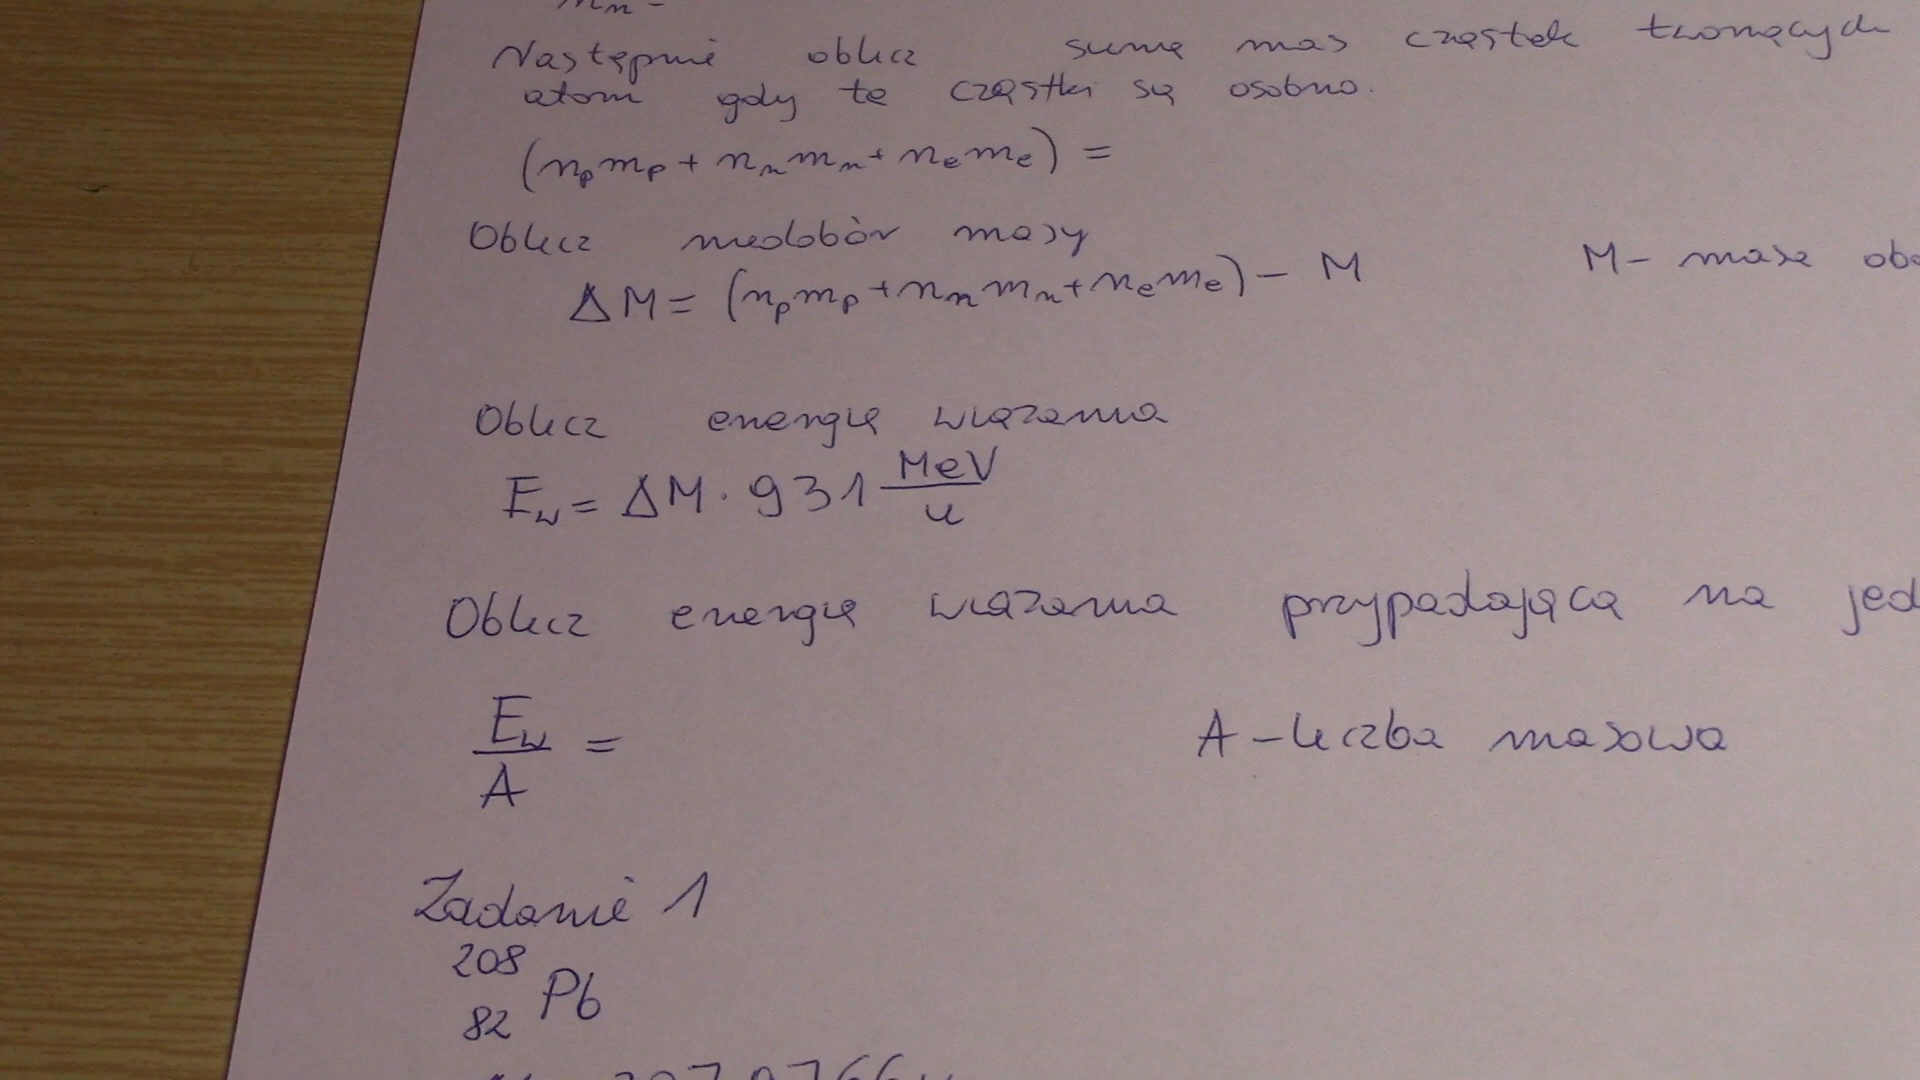 mn -
Następnie oblicz sumę mas cząstek tworzących
atom gdy te cząstki są osobno.
(npmp + nnmn + neme) =
Oblicz niedobór masy
ΔM = (npmp + nnmn + neme) - M M - masa
Oblicz energię wiązania
Ew = ΔM · 931 MeV/u
Oblicz energię wiązania przypadającą na jed
Ew/A = A - liczba masowa
Zadanie 1
208
82 Pb